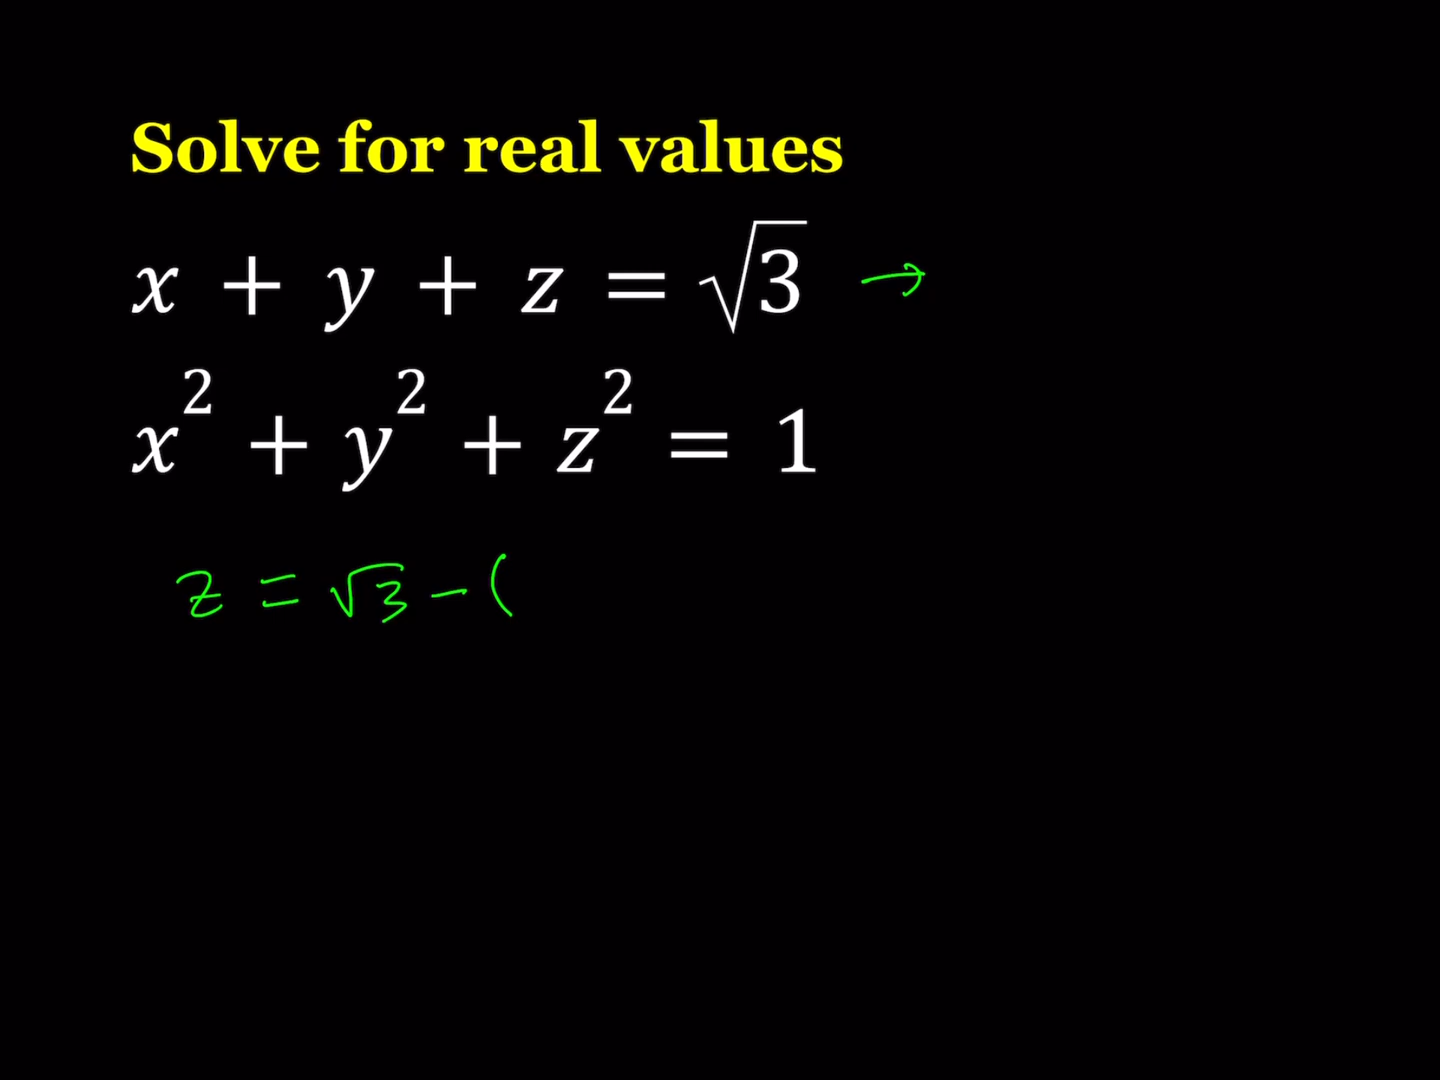 Solve for real values
x + y + z = √3 →
x² + y² + z² = 1
z = √3 - (